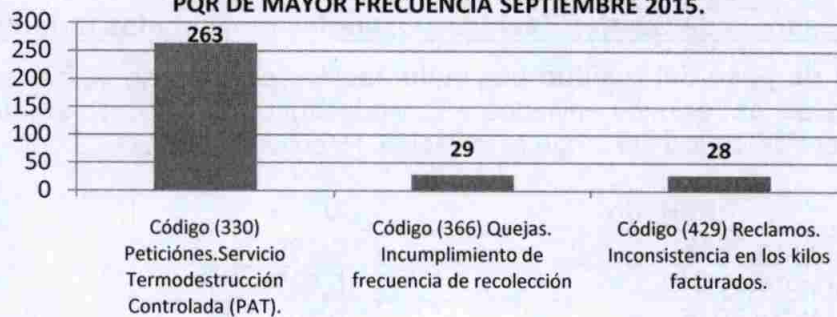 PQR DE MAYOR FRECUENCIA SEPTIEMBRE 2015.
300
250
200
150
100
50
0
263
29
28
Código (330)
Peticiónes.Servicio
Termodestrucción
Controlada (PAT).
Código (366) Quejas.
Incumplimiento de
frecuencia de recolección
Código (429) Reclamos.
Inconsistencia en los kilos
facturados.